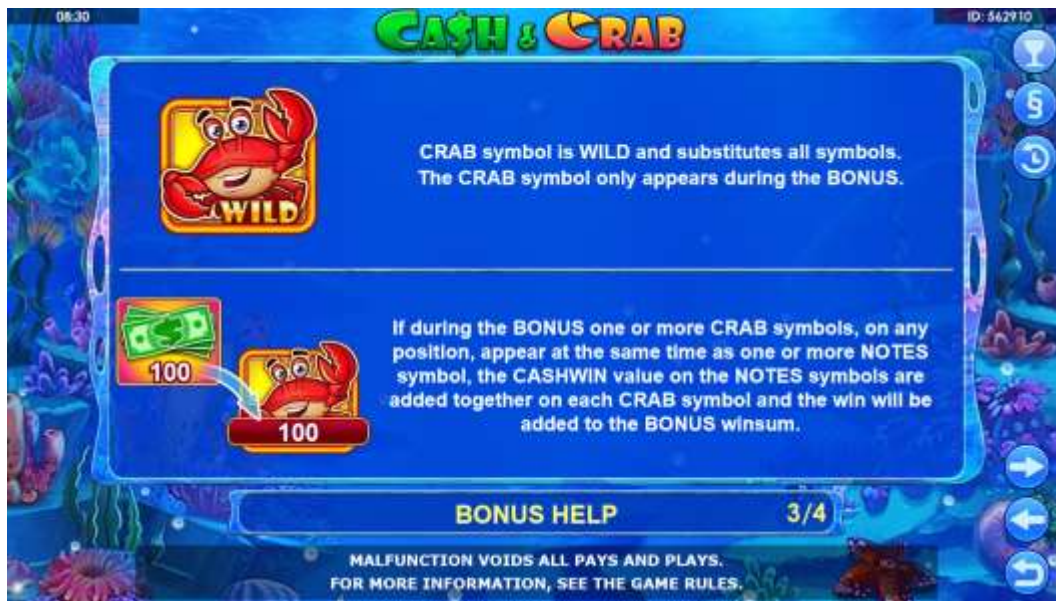 08:30
CA$H & CRAB
ID: 562910
§
WILD
CRAB symbol is WILD and substitutes all symbols.
The CRAB symbol only appears during the BONUS.
100
100
If during the BONUS one or more CRAB symbols, on any
position, appear at the same time as one or more NOTES
symbol, the CASHWIN value on the NOTES symbols are
added together on each CRAB symbol and the win will be
added to the BONUS winsum.
BONUS HELP 3/4
MALFUNCTION VOIDS ALL PAYS AND PLAYS.
FOR MORE INFORMATION, SEE THE GAME RULES.